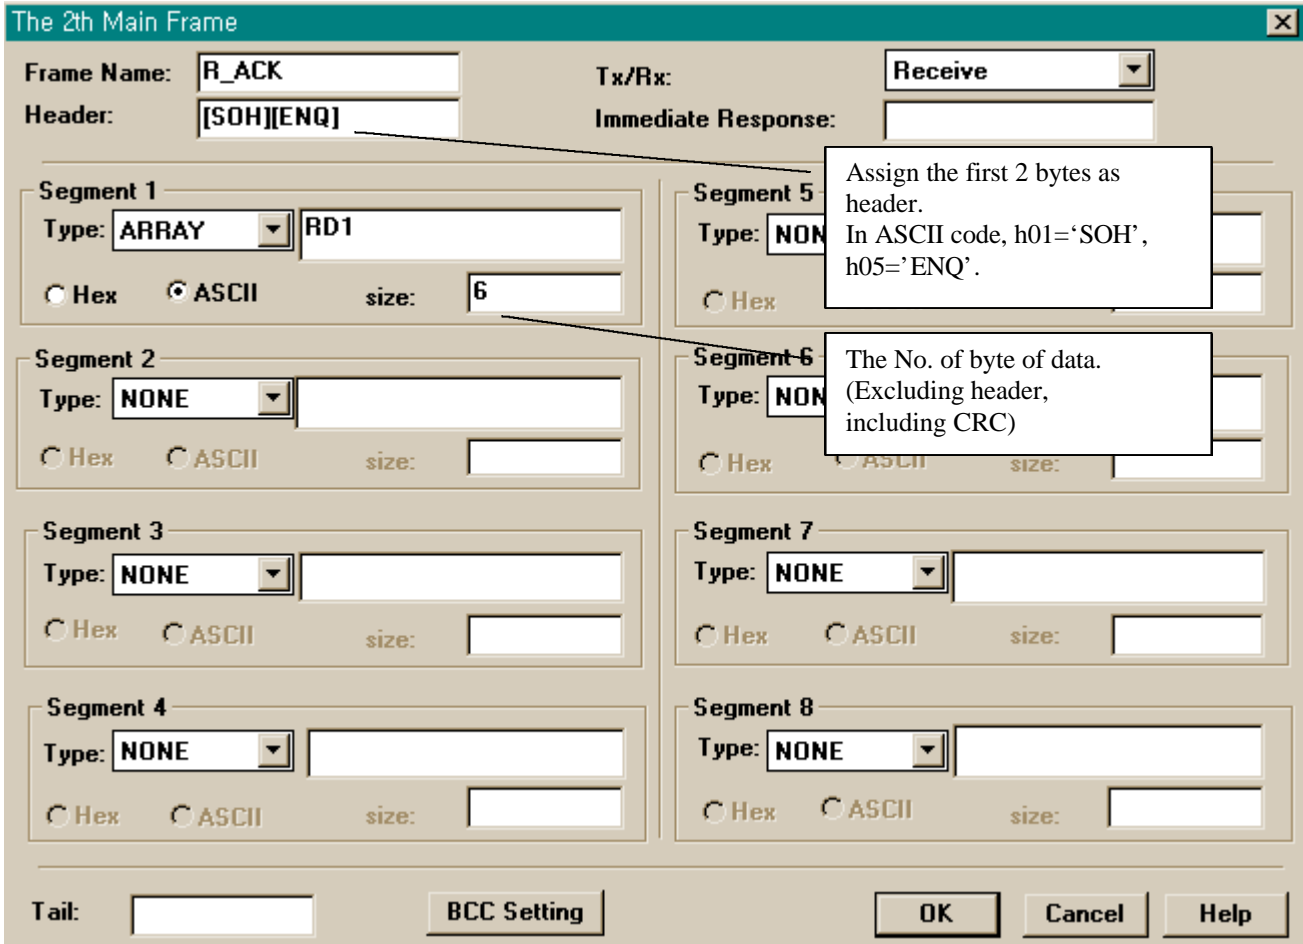 The 2th Main Frame
Frame Name: R_ACK
Tx/Rx: Receive
Header: [SOH][ENQ]
Immediate Response:
Assign the first 2 bytes as
header.
In ASCII code, h01=‘SOH’,
h05=’ENQ’.
Segment 1
Type: ARRAY RD1
Hex ASCII size: 6
Segment 5
Type: NON
Hex
The No. of byte of data.
(Excluding header,
including CRC)
Segment 2
Type: NONE
Hex ASCII size:
Segment 6
Type: NON
Hex ASCII size:
Segment 3
Type: NONE
Hex ASCII size:
Segment 7
Type: NONE
Hex ASCII size:
Segment 4
Type: NONE
Hex ASCII size:
Segment 8
Type: NONE
Hex ASCII size:
Tail:
BCC Setting
OK Cancel Help